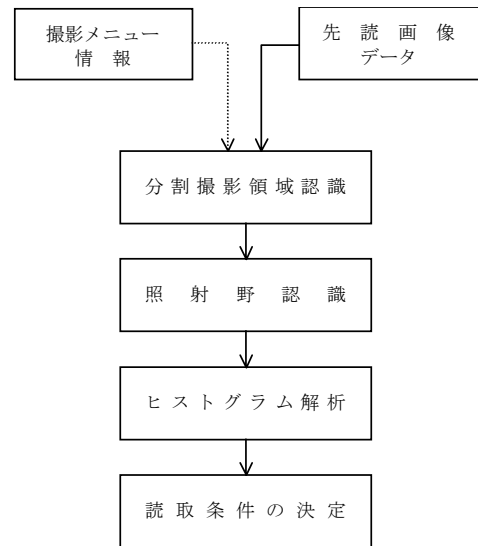 撮影メニュー
情報
先読画像
データ
分割撮影領域認識
照射野認識
ヒストグラム解析
読取条件の決定